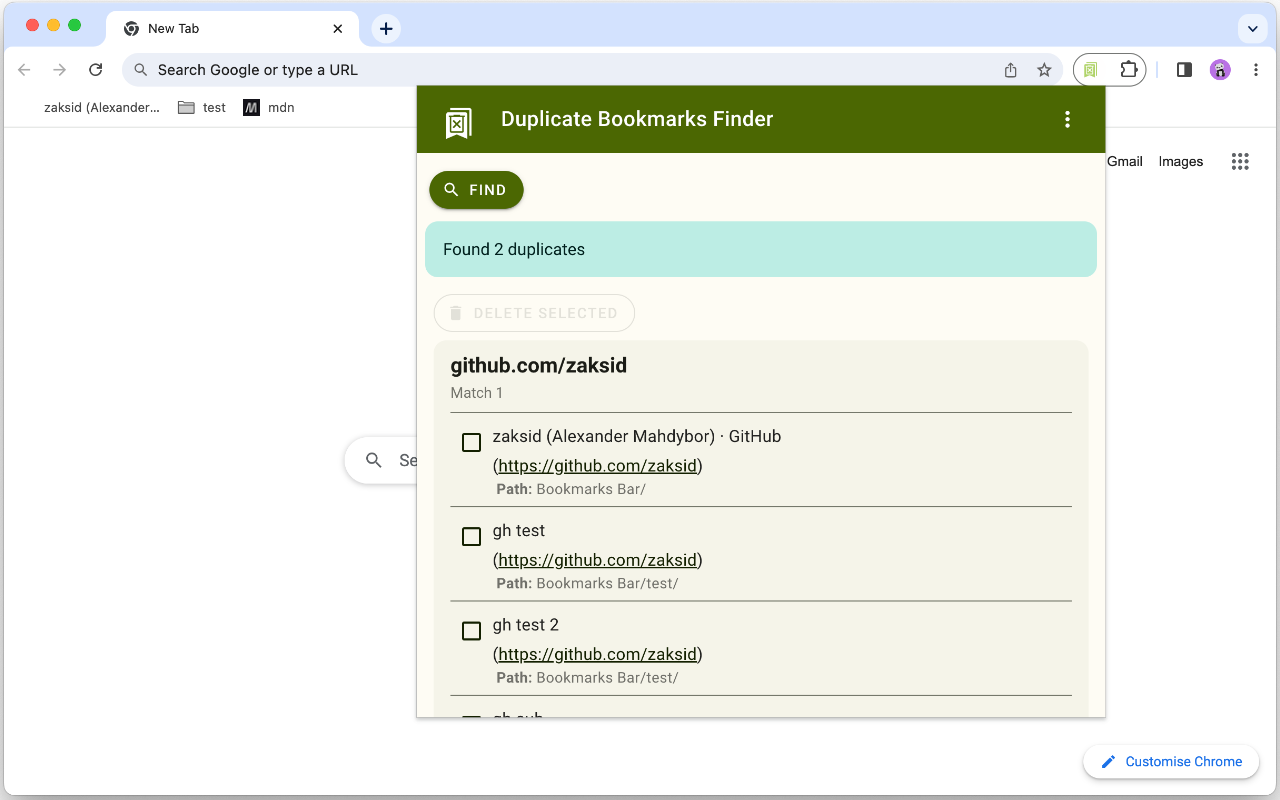 New Tab
Search Google or type a URL
zaksid (Alexander... test mdn
Duplicate Bookmarks Finder
Gmail Images
FIND
Found 2 duplicates
DELETE SELECTED
github.com/zaksid
Match 1
zaksid (Alexander Mahdybor) · GitHub
(https://github.com/zaksid)
Path: Bookmarks Bar/
Se
gh test
(https://github.com/zaksid)
Path: Bookmarks Bar/test/
gh test 2
(https://github.com/zaksid)
Path: Bookmarks Bar/test/
Customise Chrome